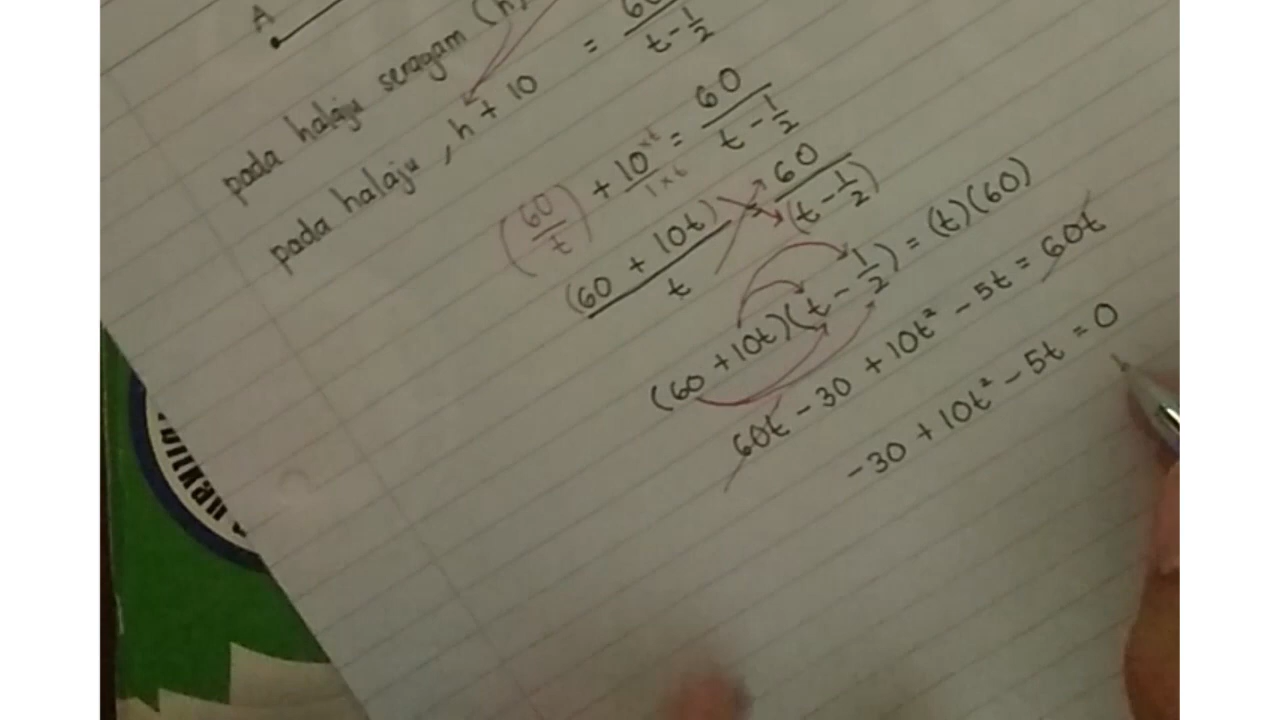 A
pada halaju seragam (h)
pada halaju, h + 10 = 60/(t - 1/2)
(60/t) + 10×t/1×t = 60/(t - 1/2)
(60 + 10t)/t = 60/(t - 1/2)
(60 + 10t)(t - 1/2) = (t)(60)
60t - 30 + 10t² - 5t = 60t
-30 + 10t² - 5t = 0